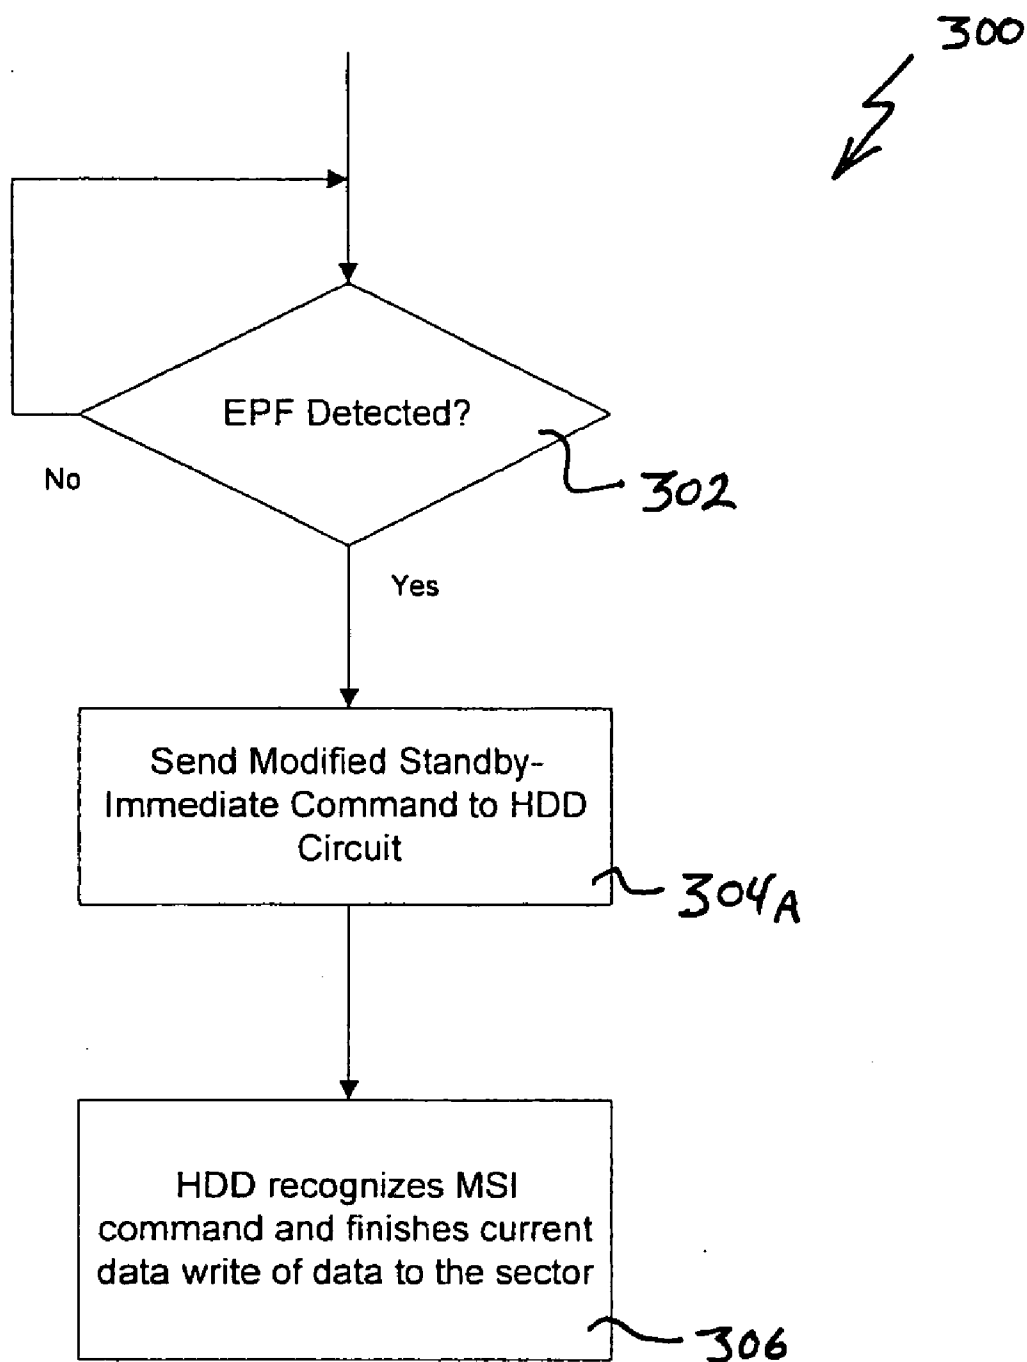 300
EPF Detected?
302
No
Yes
Send Modified Standby-
Immediate Command to HDD
Circuit
304A
HDD recognizes MSI
command and finishes current
data write of data to the sector
306